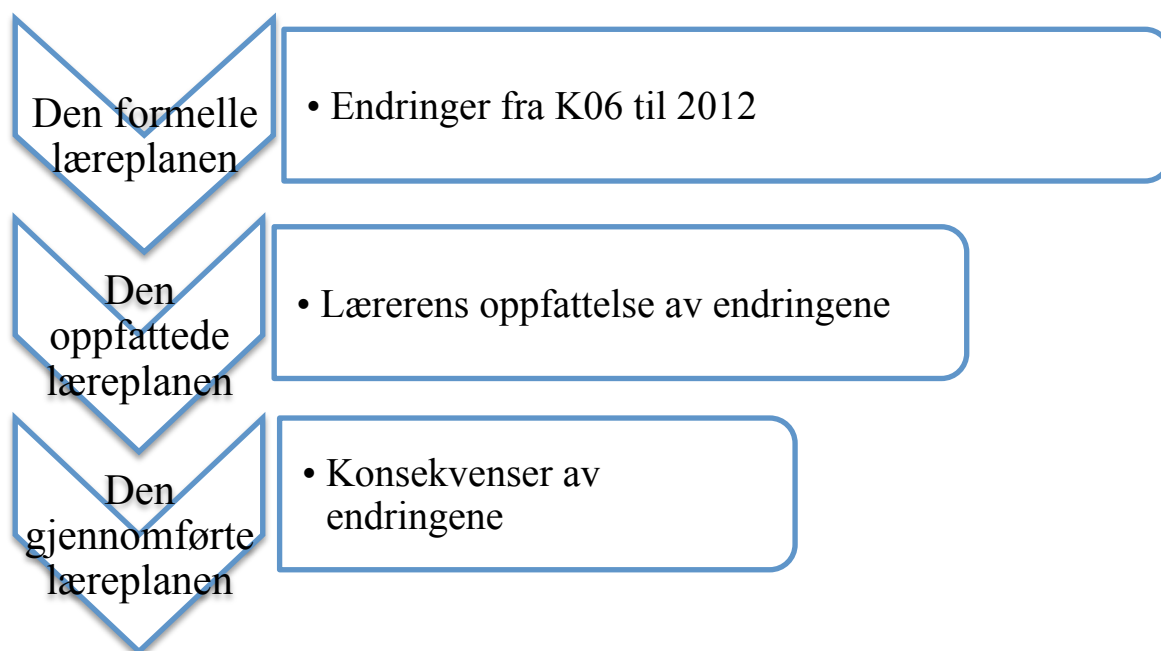 Den formelle
læreplanen
• Endringer fra K06 til 2012
Den
oppfattede
læreplanen
• Lærerens oppfattelse av endringene
Den
gjennomførte
læreplanen
• Konsekvenser av
endringene